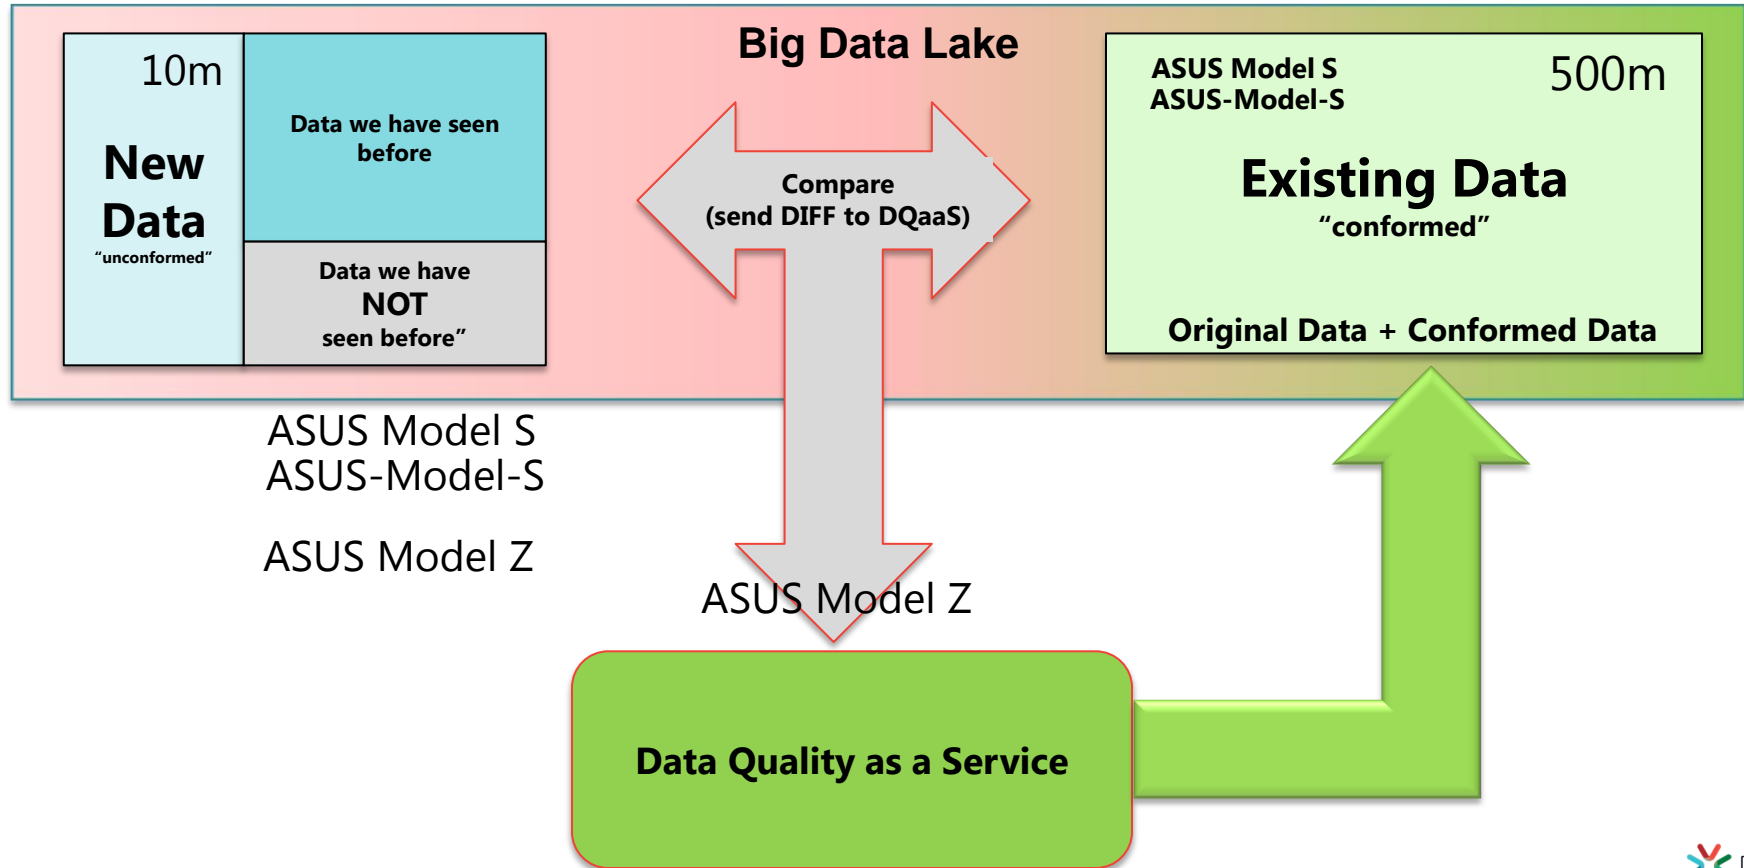 Big Data Lake
10m
New
Data
“unconformed”
Data we have seen
before
Data we have
NOT
seen before”
Compare
(send DIFF to DQaaS)
ASUS Model S
ASUS-Model-S
500m
Existing Data
“conformed”
Original Data + Conformed Data
ASUS Model S
ASUS-Model-S
ASUS Model Z
ASUS Model Z
Data Quality as a Service